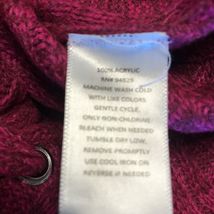 100% ACRYLIC
RN# 94829
MACHINE WASH COLD
WITH LIKE COLORS
GENTLE CYCLE.
ONLY NON-CHLORINE
BLEACH WHEN NEEDED
TUMBLE DRY LOW.
REMOVE PROMPTLY
USE COOL IRON ON
REVERSE IF NEEDED